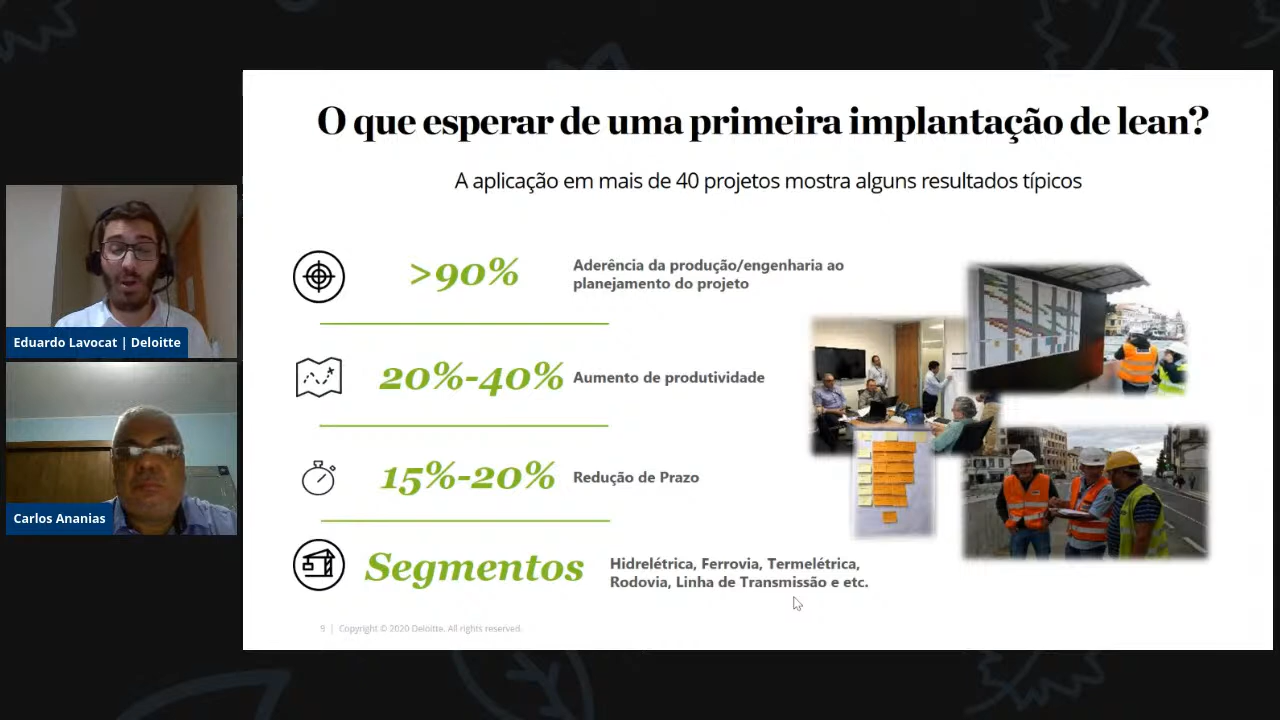 O que esperar de uma primeira implantação de lean?
A aplicação em mais de 40 projetos mostra alguns resultados típicos
>90%
Aderência da produção/engenharia ao
planejamento do projeto
20%-40%
Aumento de produtividade
15%-20%
Redução de Prazo
Segmentos
Hidrelétrica, Ferrovia, Termelétrica,
Rodovia, Linha de Transmissão e etc.
9 | Copyright © 2020 Deloitte. All rights reserved.
Eduardo Lavocat | Deloitte
Carlos Ananias